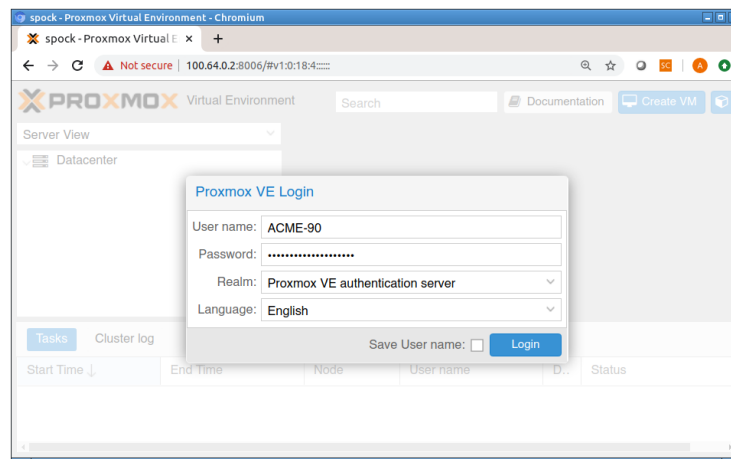 spock - Proxmox Virtual Environment - Chromium
spock - Proxmox Virtual E
Not secure 100.64.0.2:8006/#v1:0:18:4::::::
PROXMOX Virtual Environment Search Documentation Create VM
Server View
Datacenter
Proxmox VE Login
User name: ACME-90
Password: ••••••••••••••••••••
Realm: Proxmox VE authentication server
Language: English
Save User name: Login
Tasks Cluster log
Start Time ↓ End Time Node User name D.. Status